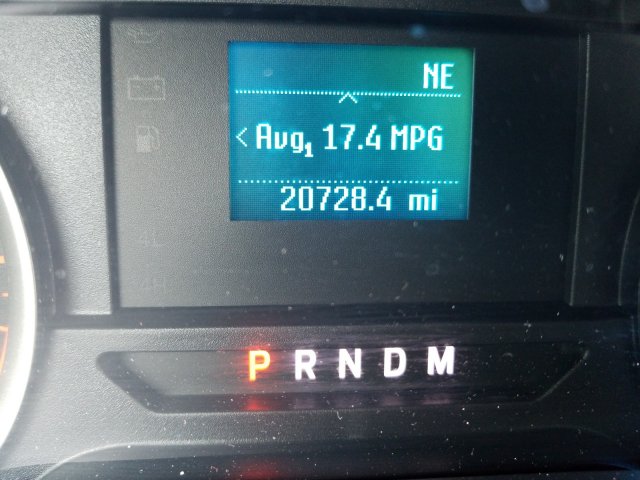 NE
< Avg1 17.4 MPG
20728.4 mi
P R N D M